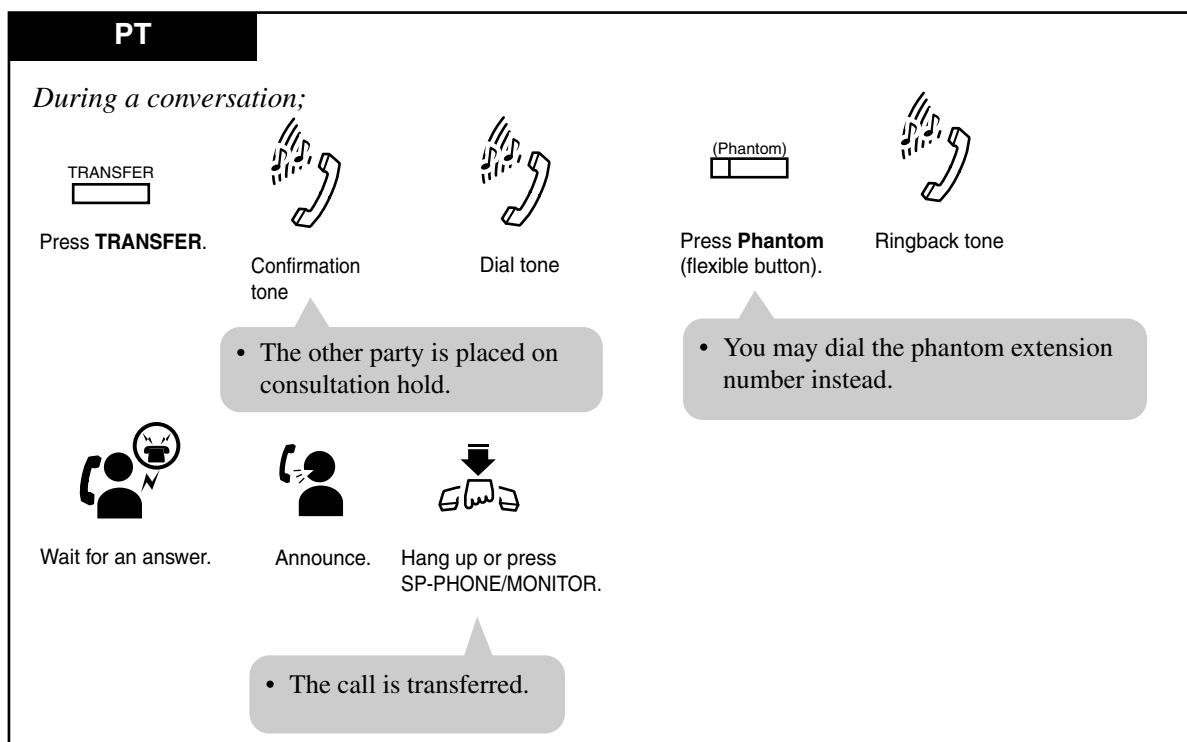 PT
During a conversation;
TRANSFER
Press TRANSFER.
Confirmation
tone
Dial tone
(Phantom)
Press Phantom
(flexible button).
Ringback tone
• The other party is placed on
consultation hold.
• You may dial the phantom extension
number instead.
Wait for an answer.
Announce.
Hang up or press
SP-PHONE/MONITOR.
• The call is transferred.